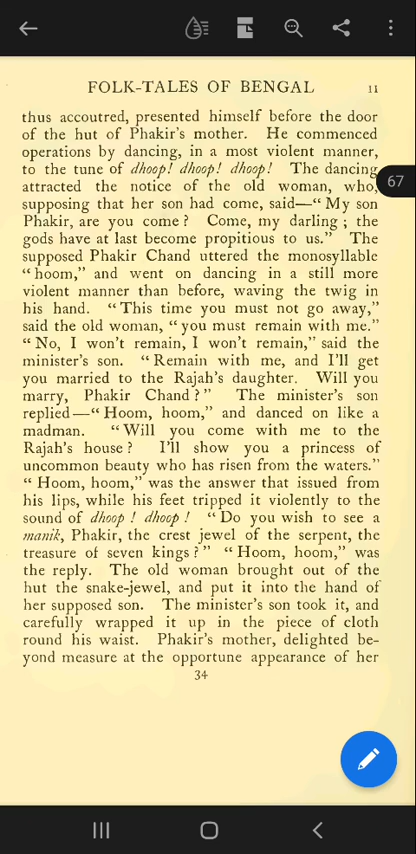 FOLK-TALES OF BENGAL 11
thus accoutred, presented himself before the door
of the hut of Phakir's mother. He commenced
operations by dancing, in a most violent manner,
to the tune of dhoop! dhoop! dhoop! The dancing
67
attracted the notice of the old woman, who,
supposing that her son had come, said—“ My son
Phakir, are you come ? Come, my darling ; the
gods have at last become propitious to us.” The
supposed Phakir Chand uttered the monosyllable
“ hoom,” and went on dancing in a still more
violent manner than before, waving the twig in
his hand. “ This time you must not go away,”
said the old woman, “ you must remain with me.”
“ No, I won't remain, I won't remain,” said the
minister's son. “ Remain with me, and I'll get
you married to the Rajah's daughter. Will you
marry, Phakir Chand ? ” The minister's son
replied—“ Hoom, hoom,” and danced on like a
madman. “ Will you come with me to the
Rajah's house ? I'll show you a princess of
uncommon beauty who has risen from the waters.”
“ Hoom, hoom,” was the answer that issued from
his lips, while his feet tripped it violently to the
sound of dhoop ! dhoop ! “ Do you wish to see a
manik, Phakir, the crest jewel of the serpent, the
treasure of seven kings ? ” “ Hoom, hoom,” was
the reply. The old woman brought out of the
hut the snake-jewel, and put it into the hand of
her supposed son. The minister's son took it, and
carefully wrapped it up in the piece of cloth
round his waist. Phakir's mother, delighted be-
yond measure at the opportune appearance of her
34